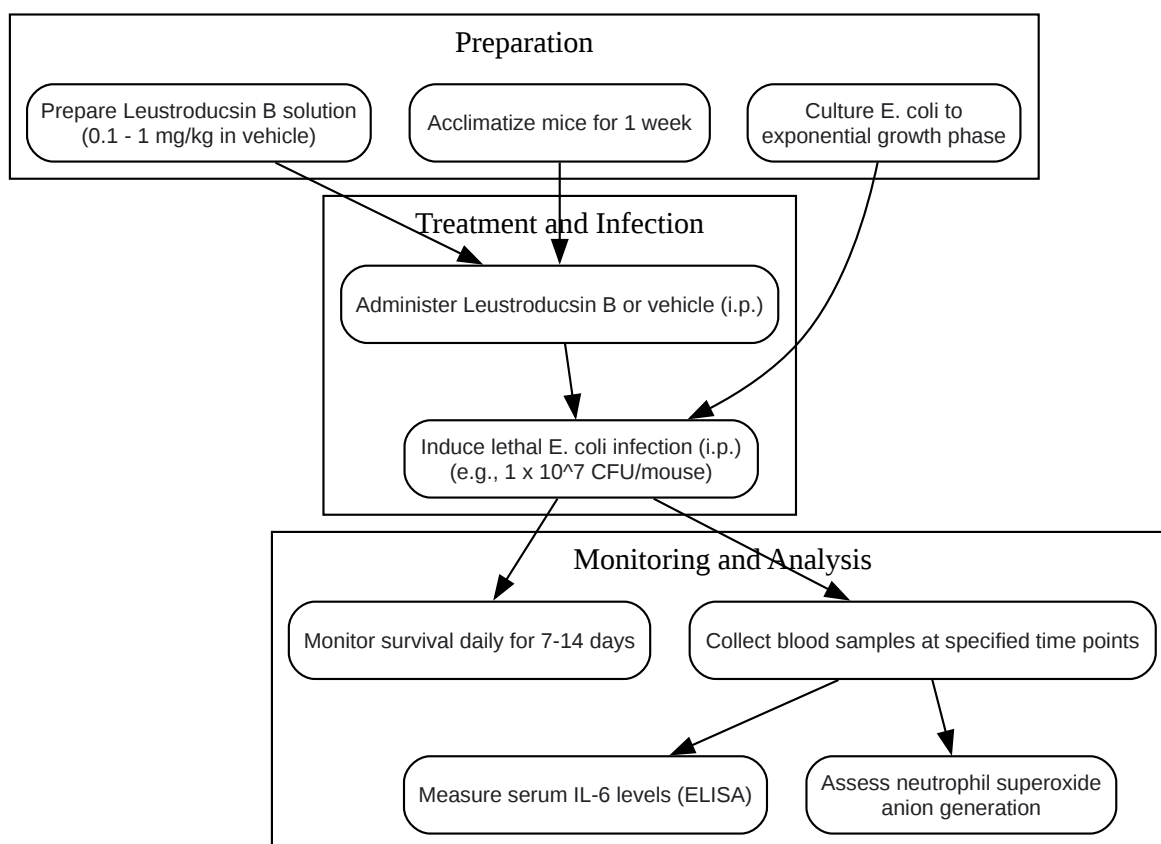 Preparation
Prepare Leustroducsin B solution
(0.1 - 1 mg/kg in vehicle)
Acclimatize mice for 1 week
Culture E. coli to
exponential growth phase
Treatment and Infection
Administer Leustroducsin B or vehicle (i.p.)
Induce lethal E. coli infection (i.p.)
(e.g., 1 x 10^7 CFU/mouse)
Monitoring and Analysis
Monitor survival daily for 7-14 days
Collect blood samples at specified time points
Measure serum IL-6 levels (ELISA)
Assess neutrophil superoxide
anion generation